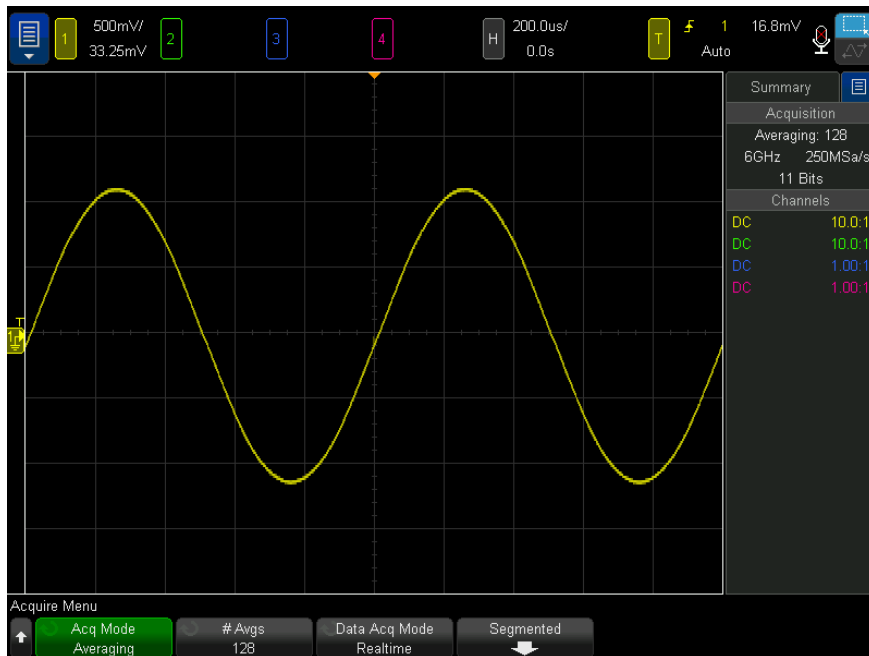 1 500mV/ 33.25mV 2 3 4 H 200.0us/ 0.0s T 1 16.8mV Auto
Summary
Acquisition
Averaging: 128
6GHz 250MSa/s
11 Bits
Channels
DC 10.0:1
DC 10.0:1
DC 1.00:1
DC 1.00:1
T
1
Acquire Menu
Acq Mode
Averaging
# Avgs
128
Data Acq Mode
Realtime
Segmented